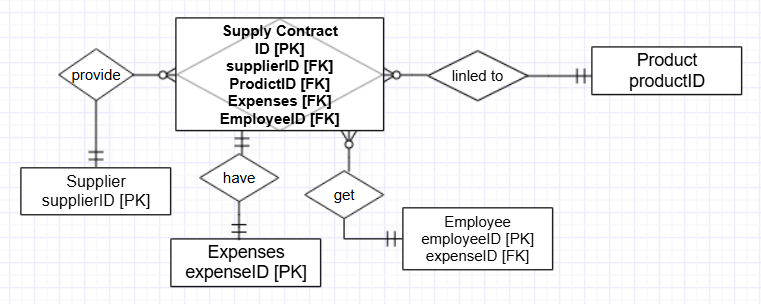 Supply Contract
ID [PK]
supplierID [FK]
ProdictID [FK]
Expenses [FK]
EmployeeID [FK]
provide
linled to
Product
productID
Supplier
supplierID [PK]
have
get
Expenses
expenseID [PK]
Employee
employeeID [PK]
expenseID [FK]